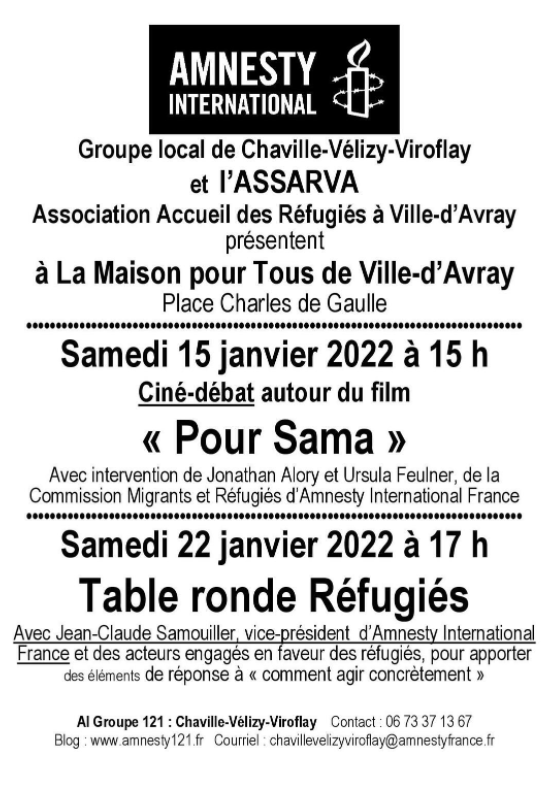 AMNESTY
INTERNATIONAL
Groupe local de Chaville-Vélizy-Viroflay
et l'ASSARVA
Association Accueil des Réfugiés à Ville-d'Avray
présentent
à La Maison pour Tous de Ville-d'Avray
Place Charles de Gaulle
Samedi 15 janvier 2022 à 15 h
Ciné-débat autour du film
« Pour Sama »
Avec intervention de Jonathan Alory et Ursula Feulner, de la
Commission Migrants et Réfugiés d'Amnesty International France
Samedi 22 janvier 2022 à 17 h
Table ronde Réfugiés
Avec Jean-Claude Samouiller, vice-président d'Amnesty International
France et des acteurs engagés en faveur des réfugiés, pour apporter
des éléments de réponse à « comment agir concrètement »
AI Groupe 121 : Chaville-Vélizy-Viroflay Contact : 06 73 37 13 67
Blog : www.amnesty121.fr Courriel : chavillevelizyviroflay@amnestyfrance.fr